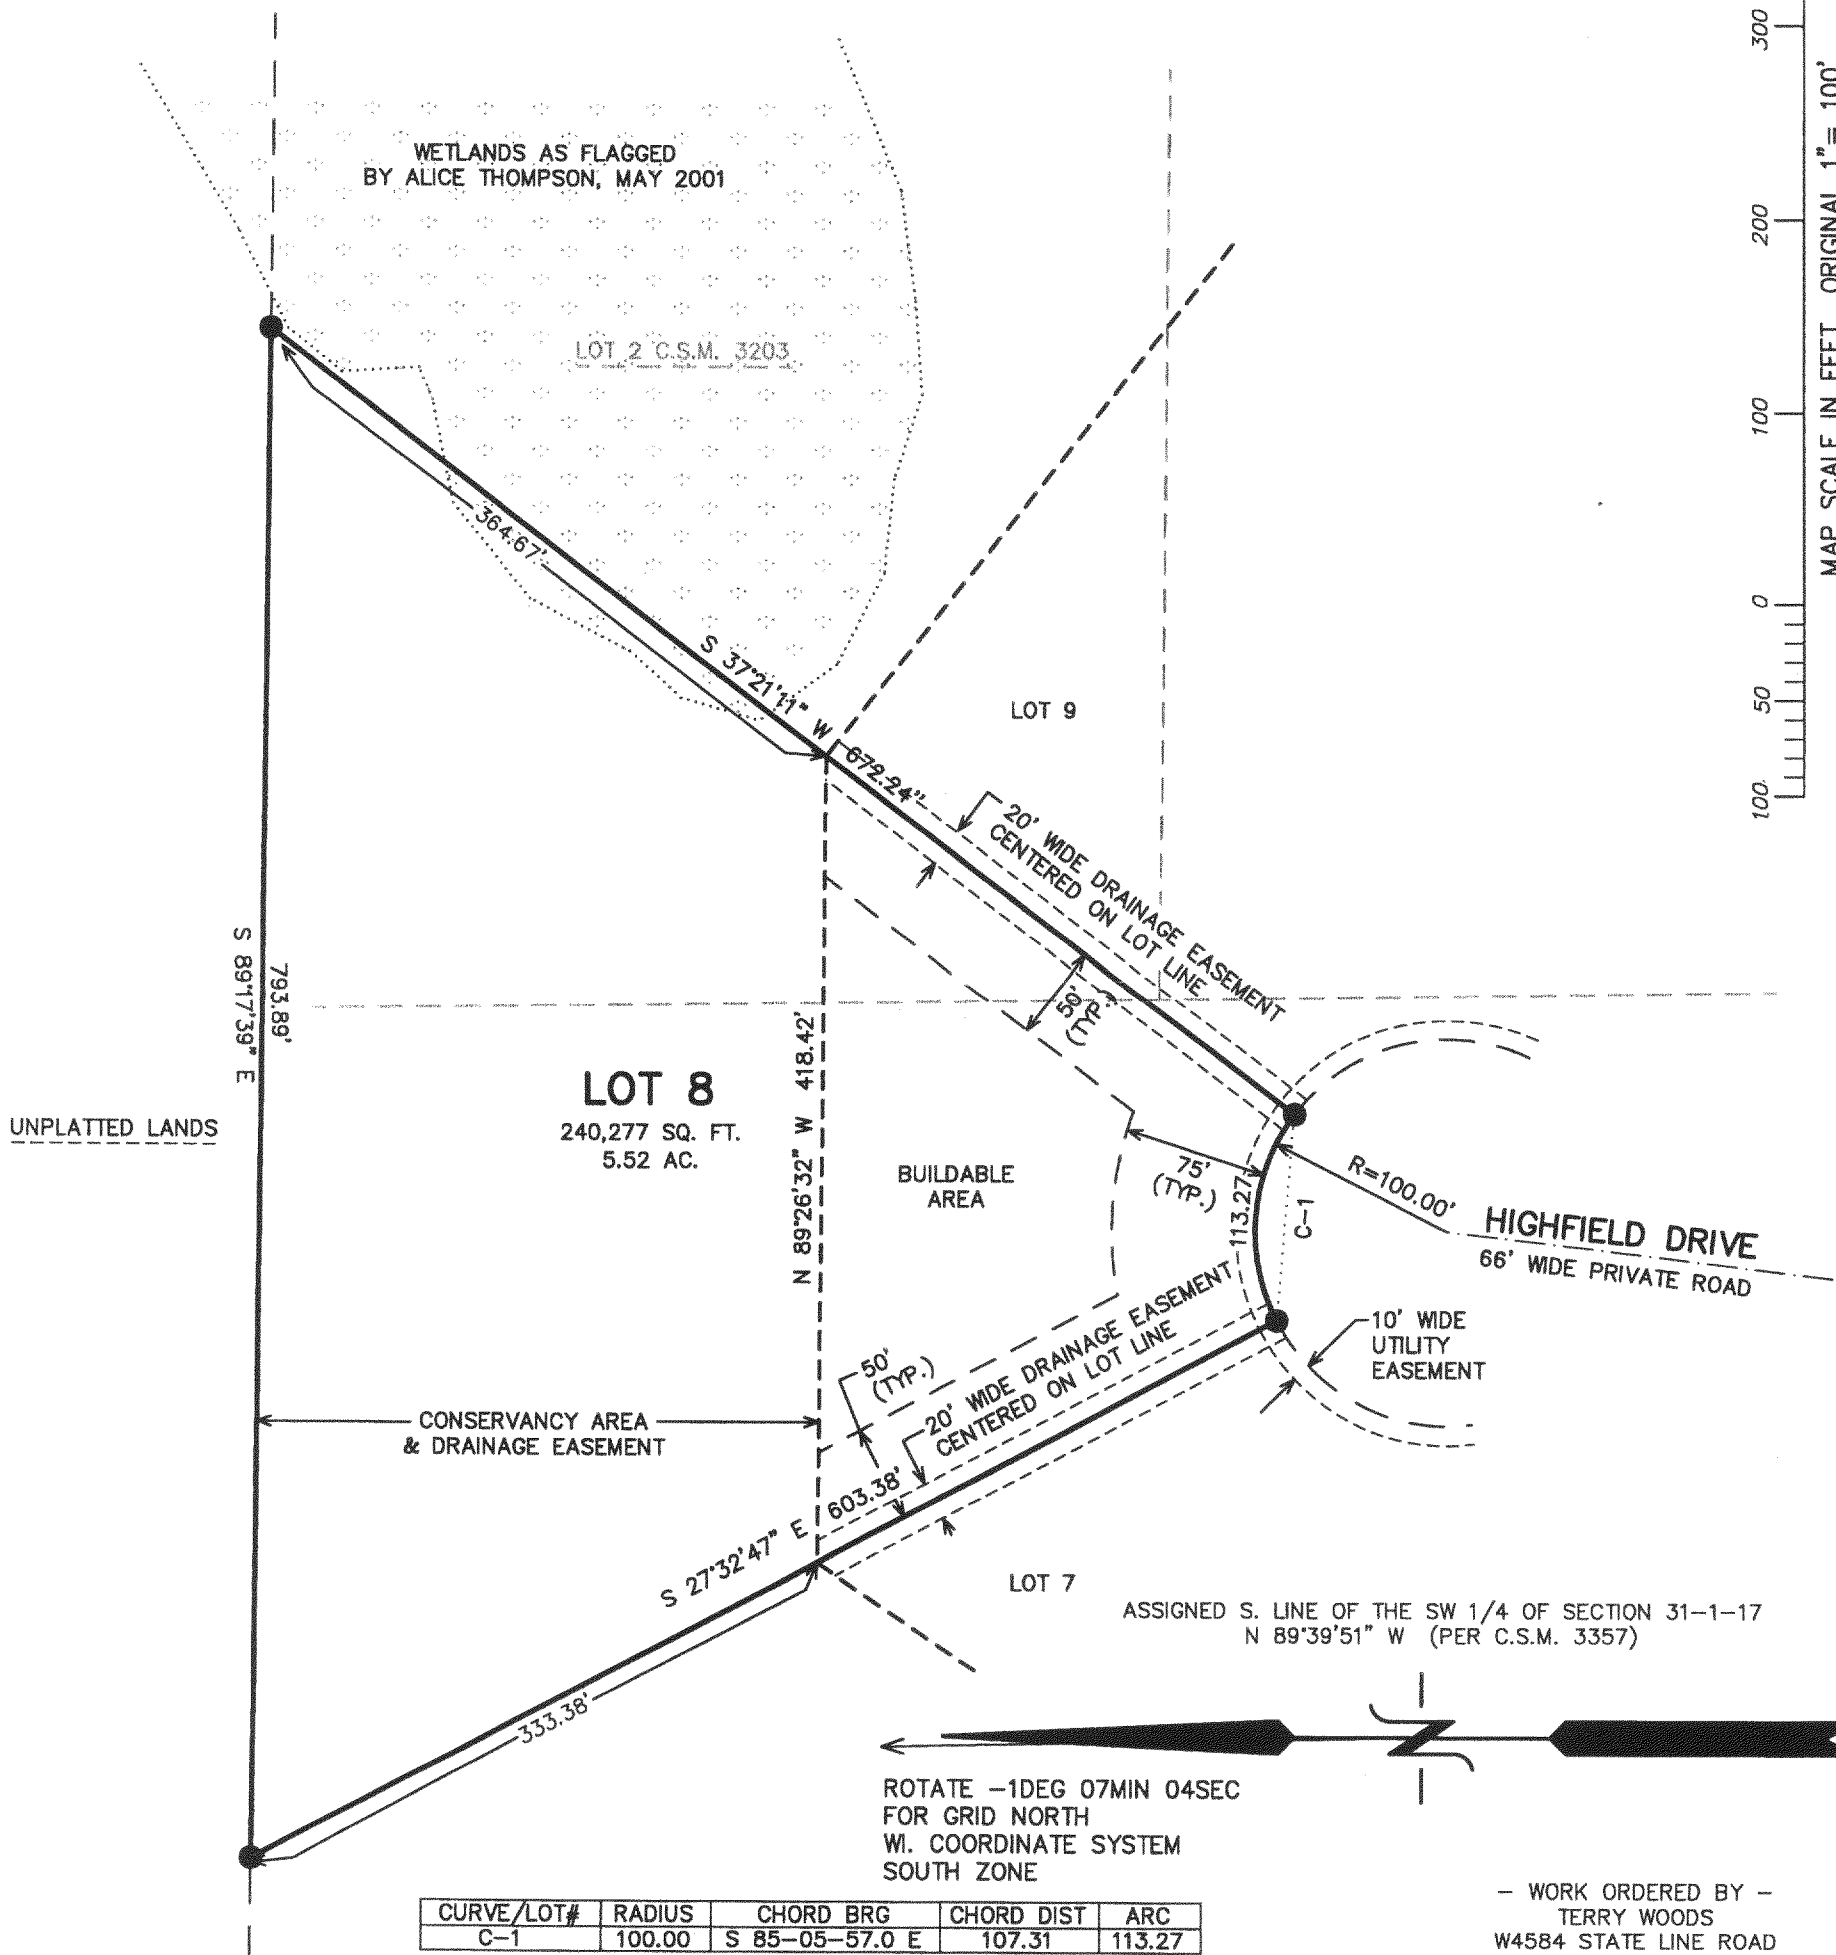 300
200
100
0
50
100
MAP SCALE IN FEET ORIGINAL 1"= 100'
WETLANDS AS FLAGGED
BY ALICE THOMPSON, MAY 2001
LOT 2 C.S.M. 3203
364.67'
S 37°21'11" W 672.24"
LOT 9
20' WIDE DRAINAGE EASEMENT
CENTERED ON LOT LINE
50'
(TYP.)
S 89°17'39" E
793.89'
N 89°26'32" W 418.42'
LOT 8
240,277 SQ. FT.
5.52 AC.
UNPLATTED LANDS
BUILDABLE
AREA
75'
(TYP.)
113.27
C-1
R=100.00'
HIGHFIELD DRIVE
66' WIDE PRIVATE ROAD
10' WIDE
UTILITY
EASEMENT
50'
(TYP.)
20' WIDE DRAINAGE EASEMENT
CENTERED ON LOT LINE
CONSERVANCY AREA
& DRAINAGE EASEMENT
S 27°32'47" E 603.38'
LOT 7
333.38'
ASSIGNED S. LINE OF THE SW 1/4 OF SECTION 31-1-17
N 89°39'51" W (PER C.S.M. 3357)
ROTATE -1DEG 07MIN 04SEC
FOR GRID NORTH
WI. COORDINATE SYSTEM
SOUTH ZONE
CURVE/LOT# RADIUS CHORD BRG CHORD DIST ARC
C-1 100.00 S 85-05-57.0 E 107.31 113.27
- WORK ORDERED BY -
TERRY WOODS
W4584 STATE LINE ROAD